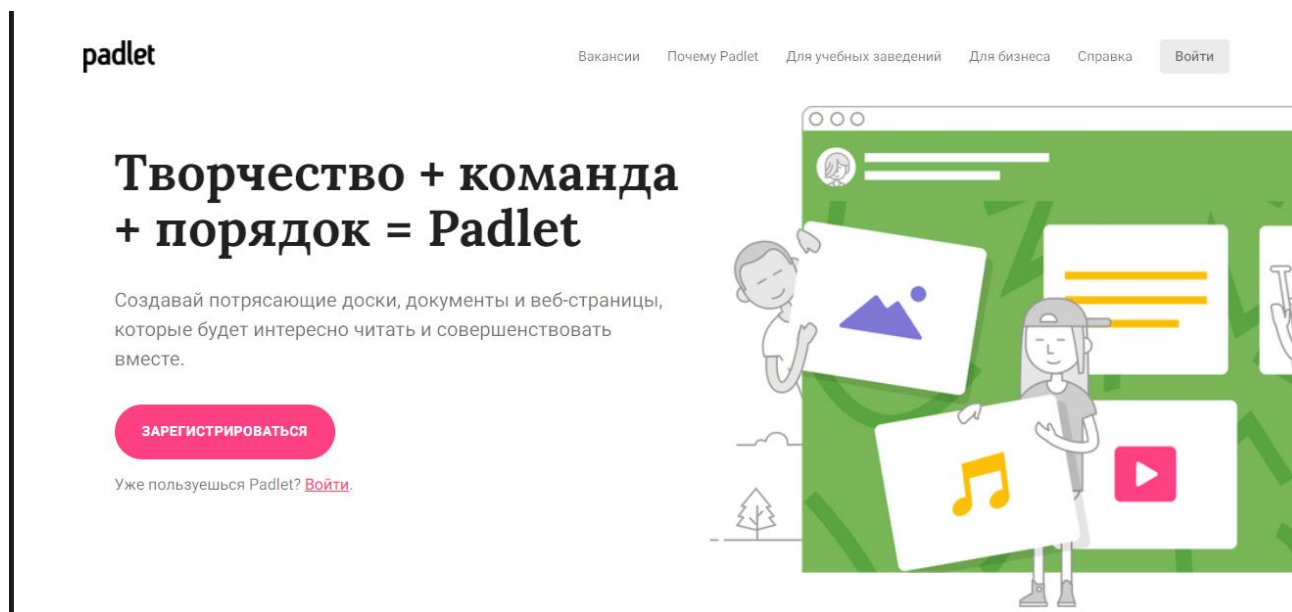 padlet
Вакансии Почему Padlet Для учебных заведений Для бизнеса Справка Войти
Творчество + команда
+ порядок = Padlet
Создавай потрясающие доски, документы и веб-страницы,
которые будет интересно читать и совершенствовать
вместе.
ЗАРЕГИСТРИРОВАТЬСЯ
Уже пользуешься Padlet? Войти.